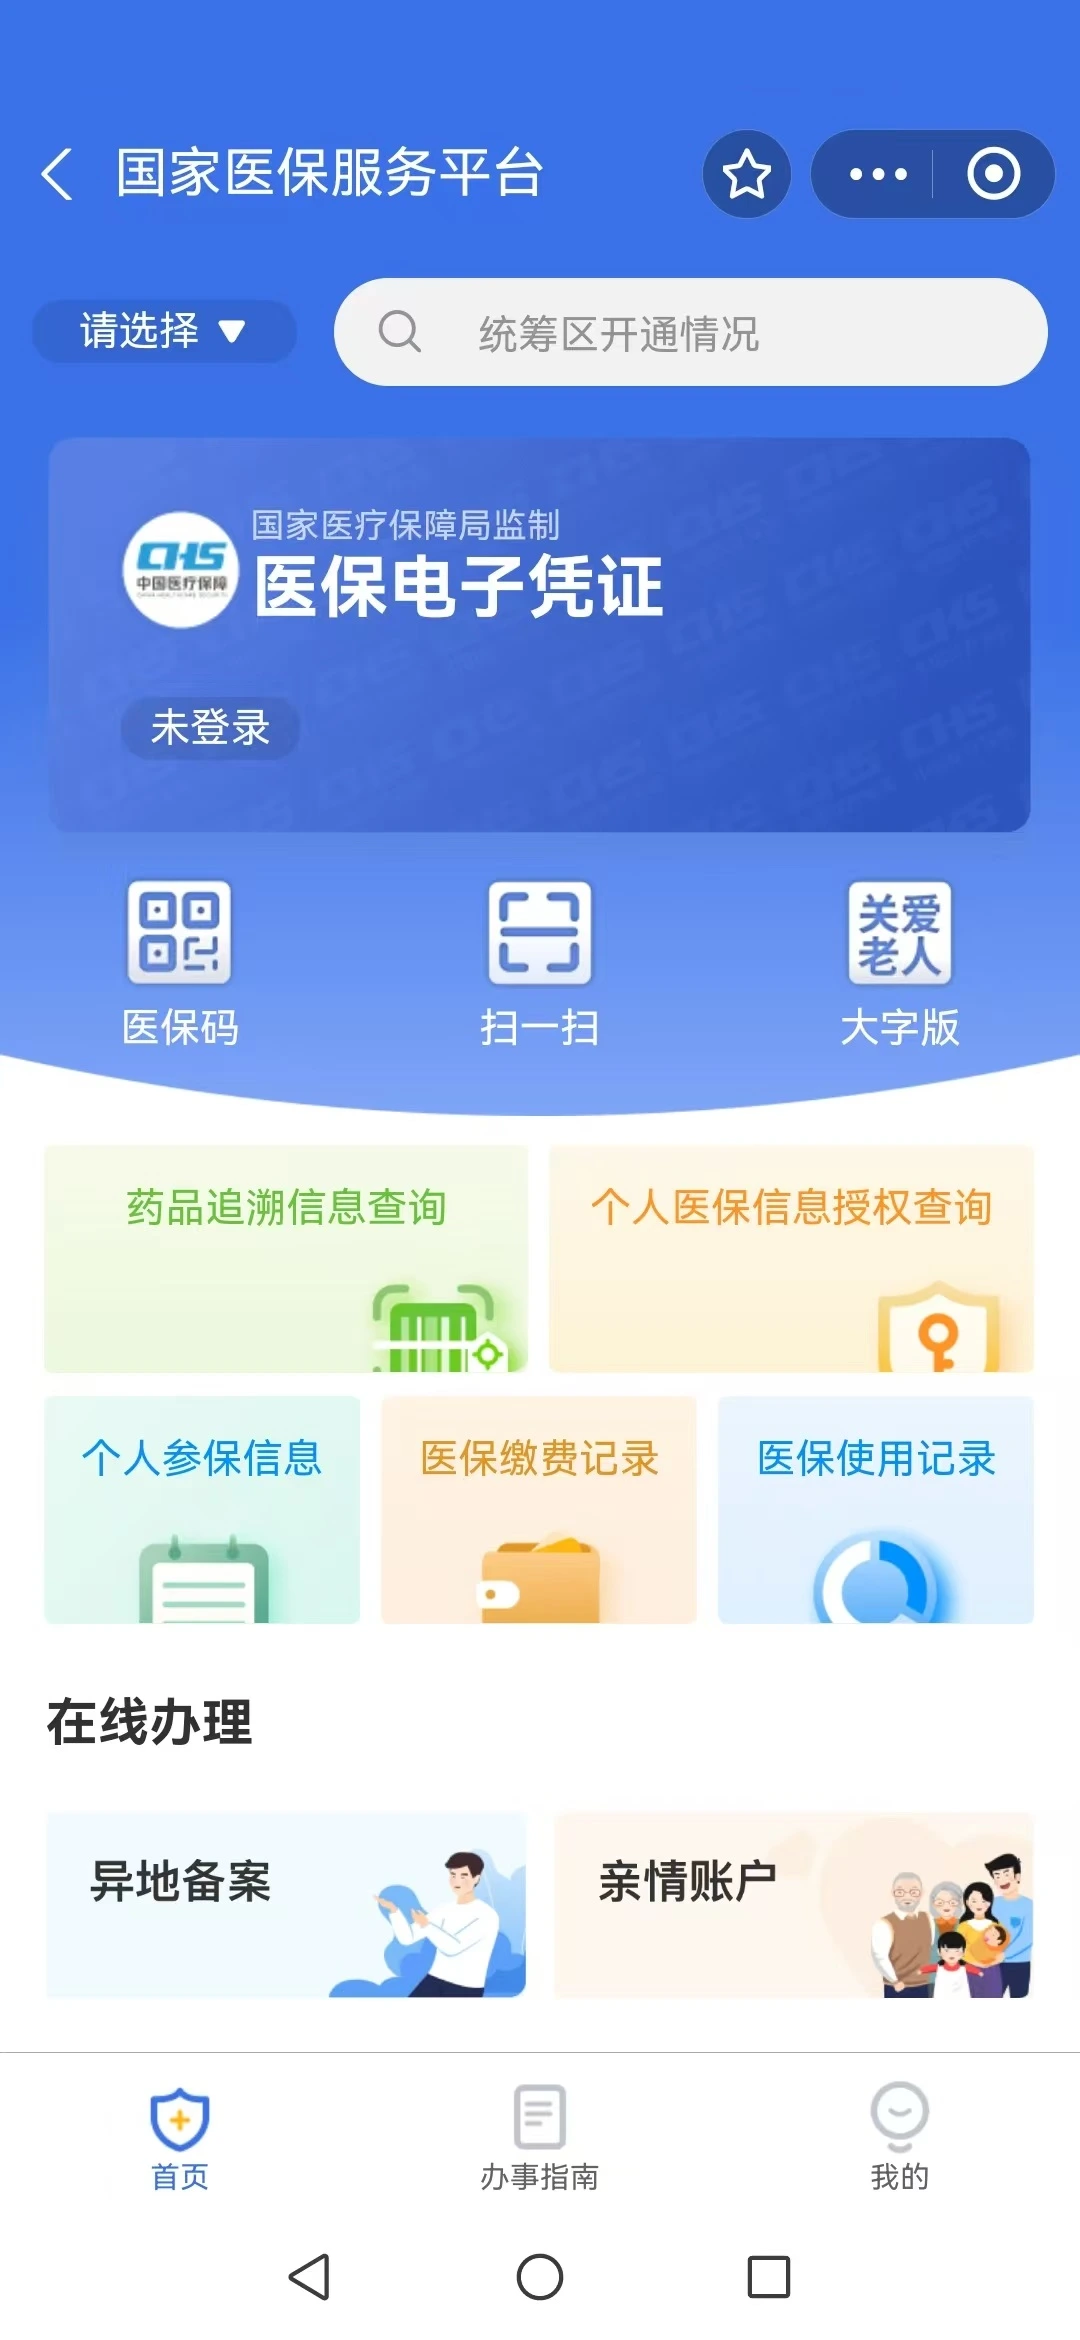 国家医保服务平台
请选择
统筹区开通情况
CHS
中国医疗保障
国家医疗保障局监制
医保电子凭证
未登录
关爱
老人
医保码
扫一扫
大字版
药品追溯信息查询
个人医保信息授权查询
个人参保信息
医保缴费记录
医保使用记录
在线办理
异地备案
亲情账户
首页
办事指南
我的